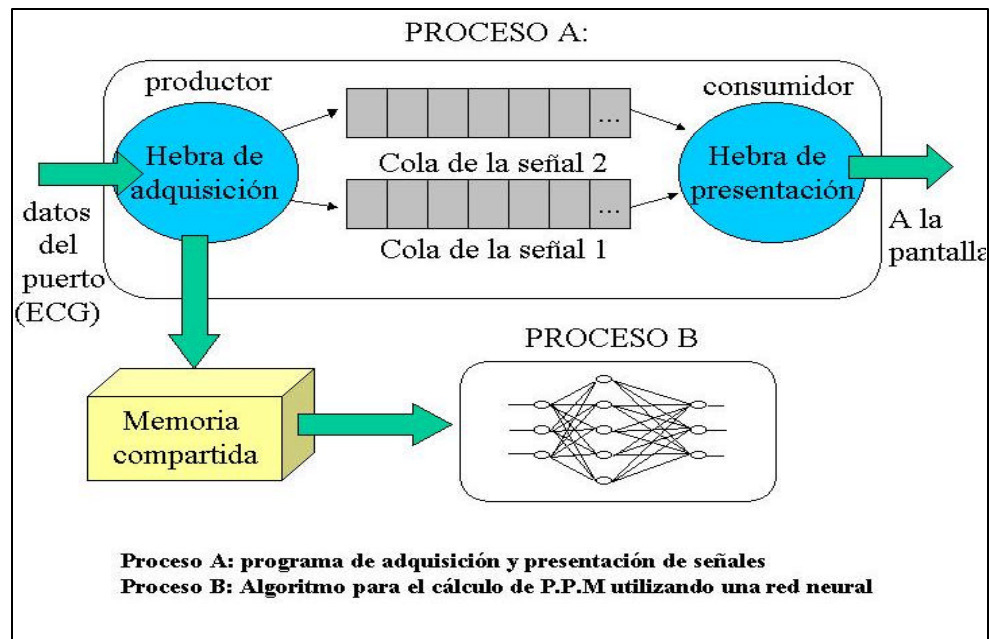 PROCESO A:
productor
consumidor
...
Hebra de
adquisición
Cola de la señal 2
Hebra de
presentación
...
Cola de la señal 1
datos
del
puerto
(ECG)
A la
pantalla
PROCESO B
Memoria
compartida
Proceso A: programa de adquisición y presentación de señales
Proceso B: Algoritmo para el cálculo de P.P.M utilizando una red neural